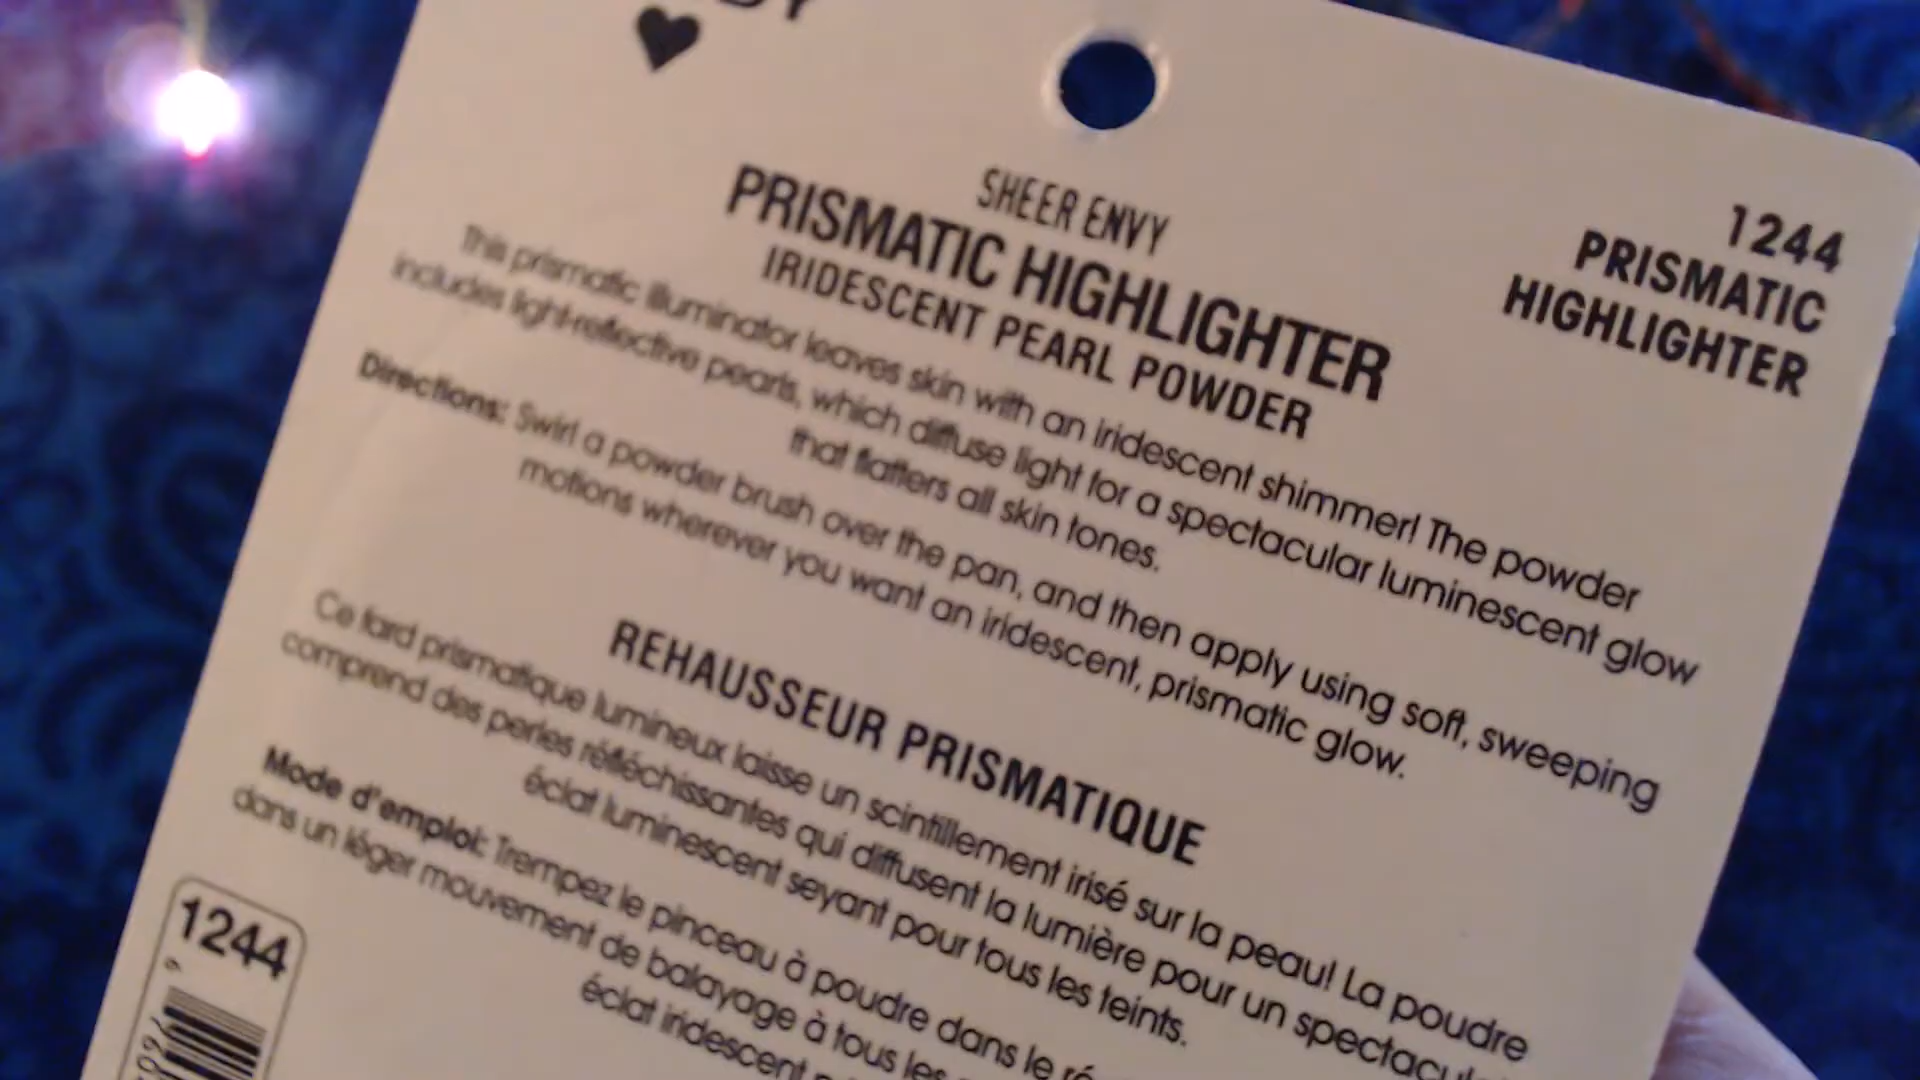 SHEER ENVY
PRISMATIC HIGHLIGHTER
IRIDESCENT PEARL POWDER
This prismatic illuminator leaves skin with an iridescent shimmer! The powder
includes light-reflective pearls, which diffuse light for a spectacular luminescent glow
that flatters all skin tones.
Directions: Swirl a powder brush over the pan, and then apply using soft, sweeping
motions wherever you want an iridescent, prismatic glow.
1244
PRISMATIC
HIGHLIGHTER
REHAUSSEUR PRISMATIQUE
Ce fard prismatique lumineux laisse un scintillement irisé sur la peau! La poudre
comprend des perles réfléchissantes qui diffusent la lumière pour un
éclat luminescent seyant pour tous les teints.
Mode d'emploi: Trempez le pinceau à poudre dans le
dans un léger mouvement de balayage à tous les
éclat iridescent
1244